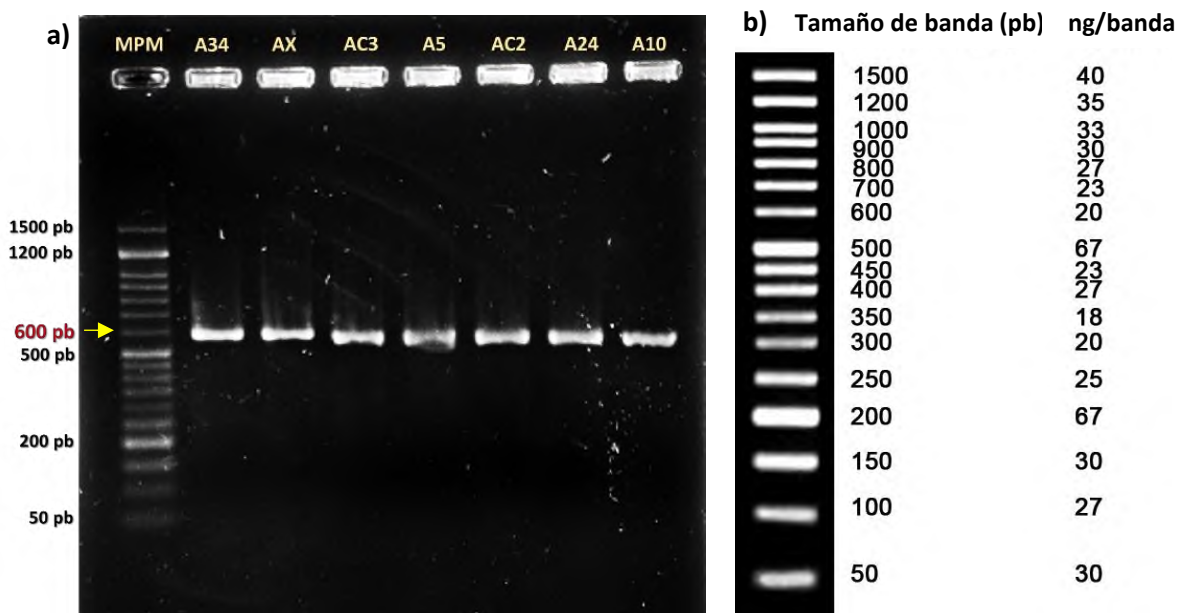 a)
MPM A34 AX AC3 A5 AC2 A24 A10
1500 pb
1200 pb
600 pb
500 pb
200 pb
50 pb
b) Tamaño de banda (pb) ng/banda
1500 40
1200 35
1000 33
900 30
800 27
700 23
600 20
500 67
450 23
400 27
350 18
300 20
250 25
200 67
150 30
100 27
50 30